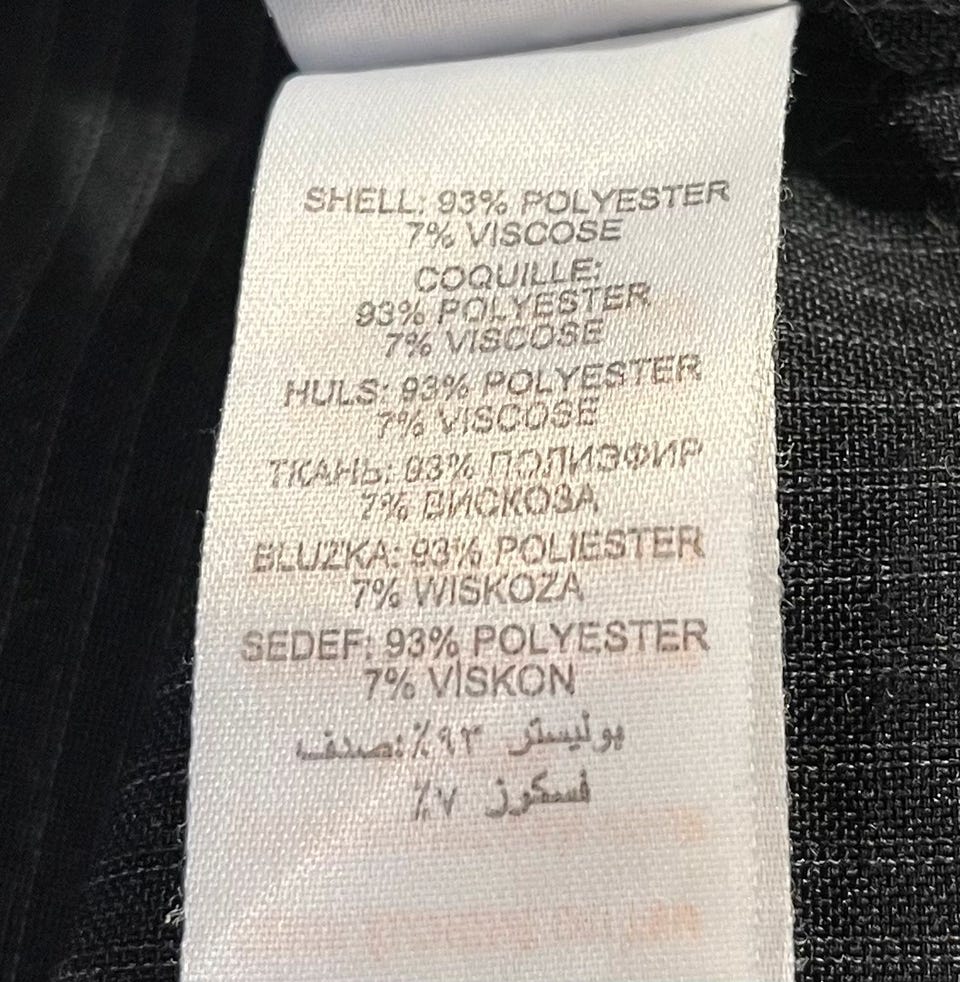 SHELL: 93% POLYESTER
7% VISCOSE
COQUILLE:
93% POLYESTER
7% VISCOSE
HULS: 93% POLYESTER
7% VISCOSE
ТКАНЬ: 93% ПОЛИЭФИР
7% ВИСКОЗА
BLUZKA: 93% POLIESTER
7% WISKOZA
SEDEF: 93% POLYESTER
7% VİSKON
بوليستر ٩٣٪:صدف
فسكوز ٧٪